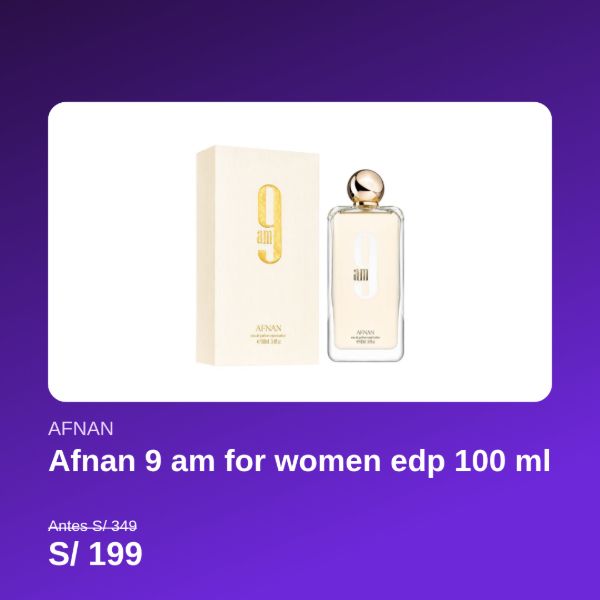 9
am
AFNAN
9
am
AFNAN
AFNAN
Afnan 9 am for women edp 100 ml
Antes S/ 349
S/ 199